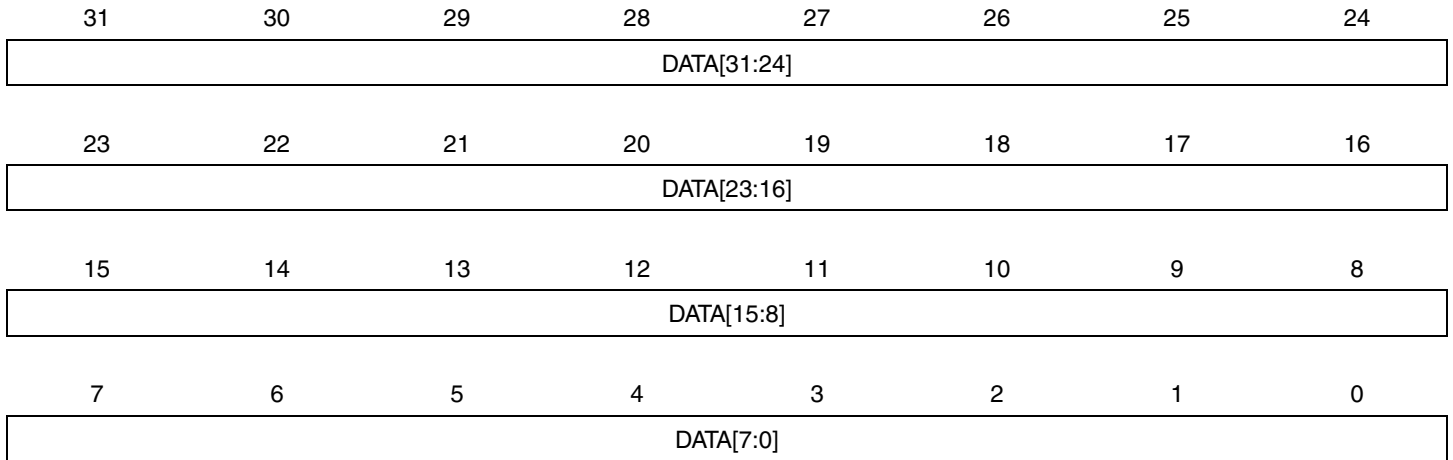 31 30 29 28 27 26 25 24
DATA[31:24]
23 22 21 20 19 18 17 16
DATA[23:16]
15 14 13 12 11 10 9 8
DATA[15:8]
7 6 5 4 3 2 1 0
DATA[7:0]